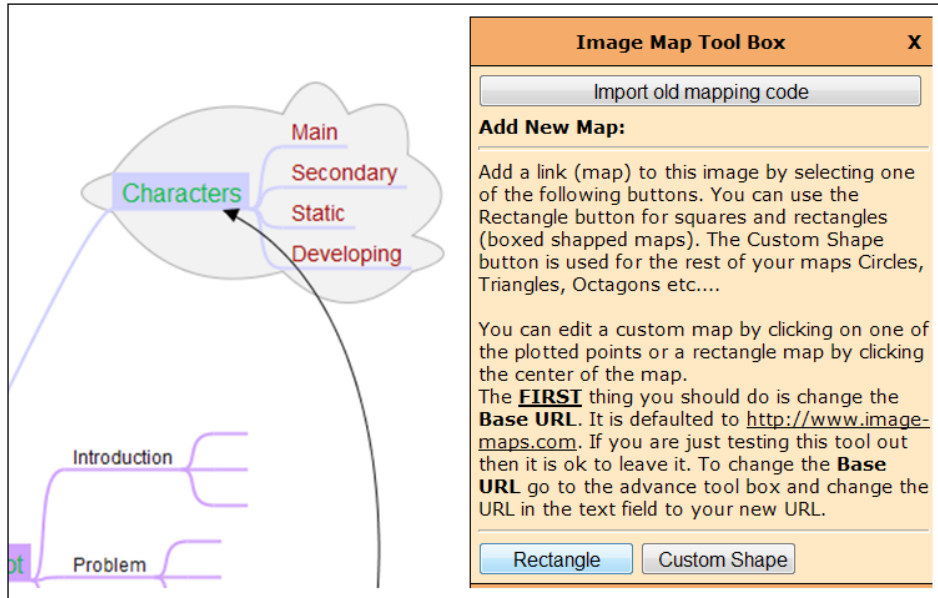 Characters
Main
Secondary
Static
Developing
Introduction
ot
Problem
Image Map Tool Box X
Import old mapping code
Add New Map:
Add a link (map) to this image by selecting one
of the following buttons. You can use the
Rectangle button for squares and rectangles
(boxed shapped maps). The Custom Shape
button is used for the rest of your maps Circles,
Triangles, Octagons etc....
You can edit a custom map by clicking on one of
the plotted points or a rectangle map by clicking
the center of the map.
The FIRST thing you should do is change the
Base URL. It is defaulted to http://www.image-
maps.com. If you are just testing this tool out
then it is ok to leave it. To change the Base
URL go to the advance tool box and change the
URL in the text field to your new URL.
Rectangle Custom Shape